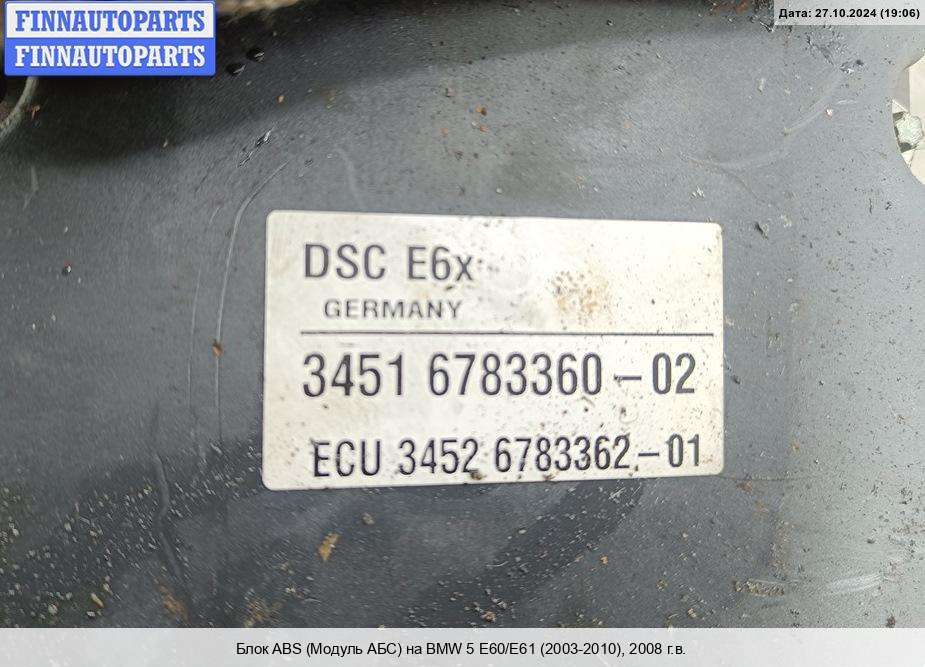 FINNAUTOPARTS
FINNAUTOPARTS
Дата: 27.10.2024 (19:06)
DSC E6x
GERMANY
3451 6783360-02
ECU 3452 6783362-01
Блок ABS (Модуль АБС) на BMW 5 E60/E61 (2003-2010), 2008 г.в.